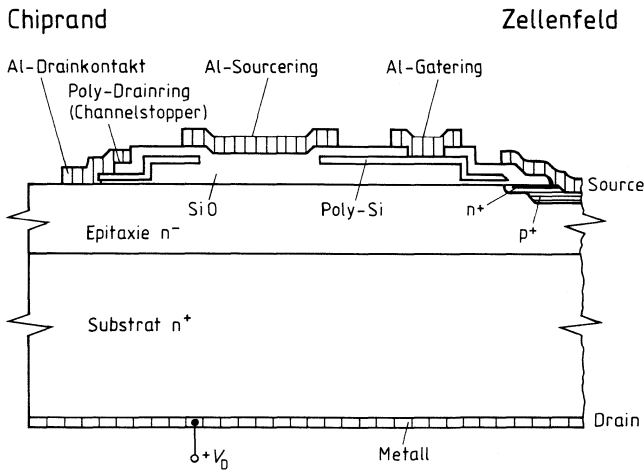 Chiprand
Zellenfeld
Al-Drainkontakt
Al-Sourcering
Al-Gatering
Poly-Drainring
(Channelstopper)
Source
SiO
Poly-Si
n+
p+
Epitaxie n-
Substrat n+
Drain
+VD
Metall